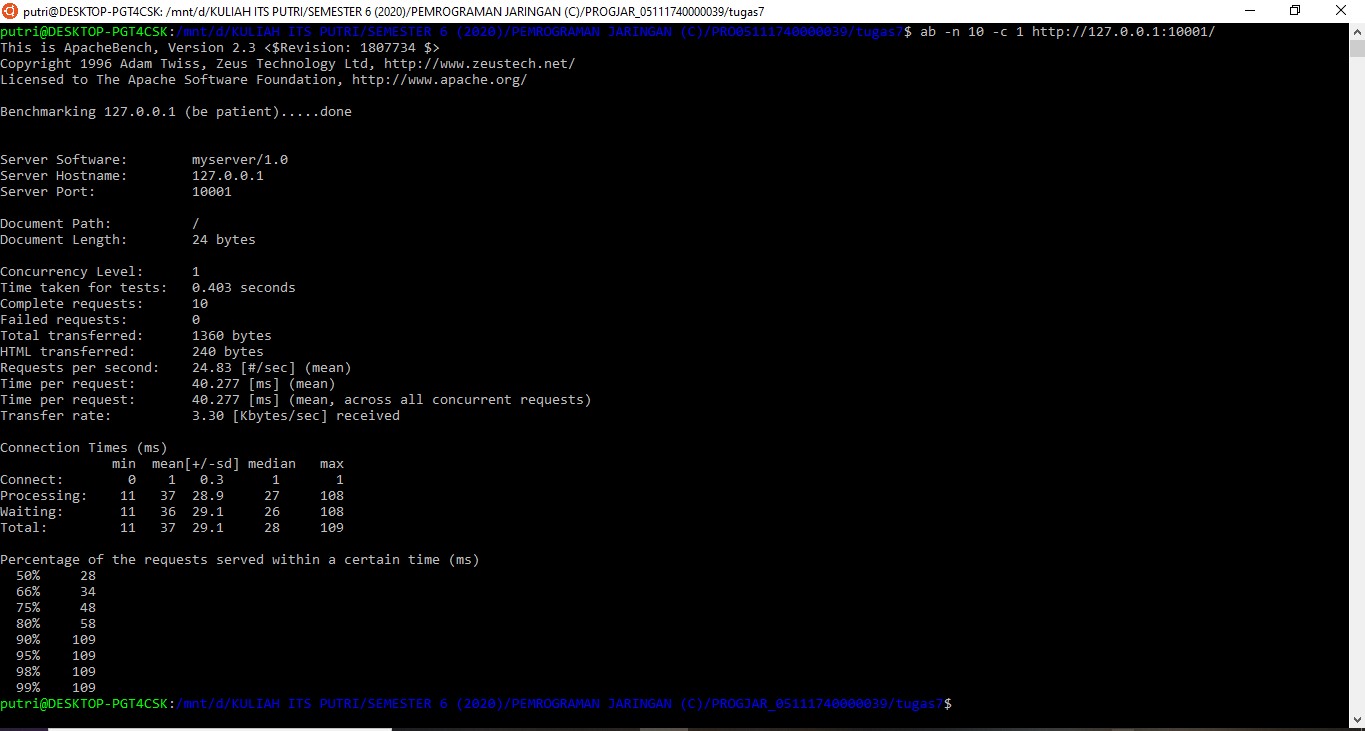 putri@DESKTOP-PGT4CSK: /mnt/d/KULIAH ITS PUTRI/SEMESTER 6 (2020)/PEMROGRAMAN JARINGAN (C)/PROGJAR_05111740000039/tugas7
putri@DESKTOP-PGT4CSK:/mnt/d/KULIAH ITS PUTRI/SEMESTER 6 (2020)/PEMROGRAMAN JARINGAN (C)/PRO05111740000039/tugas7$ ab -n 10 -c 1 http://127.0.0.1:10001/
This is ApacheBench, Version 2.3 <$Revision: 1807734 $>
Copyright 1996 Adam Twiss, Zeus Technology Ltd, http://www.zeustech.net/
Licensed to The Apache Software Foundation, http://www.apache.org/

Benchmarking 127.0.0.1 (be patient).....done

Server Software:        myserver/1.0
Server Hostname:        127.0.0.1
Server Port:            10001

Document Path:          /
Document Length:        24 bytes

Concurrency Level:      1
Time taken for tests:   0.403 seconds
Complete requests:      10
Failed requests:        0
Total transferred:      1360 bytes
HTML transferred:       240 bytes
Requests per second:    24.83 [#/sec] (mean)
Time per request:       40.277 [ms] (mean)
Time per request:       40.277 [ms] (mean, across all concurrent requests)
Transfer rate:          3.30 [Kbytes/sec] received

Connection Times (ms)
              min  mean[+/-sd] median   max
Connect:        0    1   0.3      1       1
Processing:    11   37  28.9     27     108
Waiting:       11   36  29.1     26     108
Total:         11   37  29.1     28     109

Percentage of the requests served within a certain time (ms)
  50%     28
  66%     34
  75%     48
  80%     58
  90%    109
  95%    109
  98%    109
  99%    109
putri@DESKTOP-PGT4CSK:/mnt/d/KULIAH ITS PUTRI/SEMESTER 6 (2020)/PEMROGRAMAN JARINGAN (C)/PROGJAR_05111740000039/tugas7$